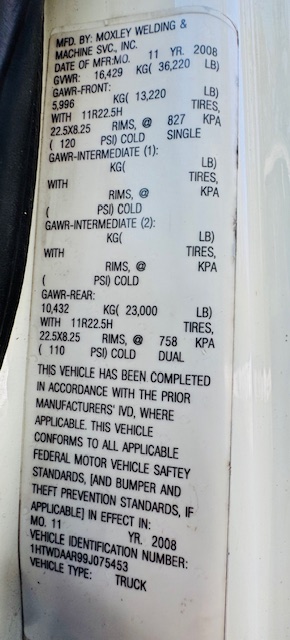 MFD. BY: MOXLEY WELDING &
MACHINE SVC., INC.
DATE OF MFR:MO. 11 YR. 2008
GVWR: 16,429 KG( 36,220 LB)
GAWR-FRONT:
5,996 KG( 13,220 LB)
WITH 11R22.5H TIRES,
22.5X8.25 RIMS, @ 827 KPA
( 120 PSI) COLD SINGLE
GAWR-INTERMEDIATE (1):
KG( LB)
WITH TIRES,
RIMS, @ KPA
( PSI) COLD
GAWR-INTERMEDIATE (2):
KG( LB)
WITH TIRES,
RIMS, @ KPA
( PSI) COLD
GAWR-REAR:
10,432 KG( 23,000 LB)
WITH 11R22.5H TIRES,
22.5X8.25 RIMS, @ 758 KPA
( 110 PSI) COLD DUAL
THIS VEHICLE HAS BEEN COMPLETED
IN ACCORDANCE WITH THE PRIOR
MANUFACTURERS' IVD, WHERE
APPLICABLE. THIS VEHICLE
CONFORMS TO ALL APPLICABLE
FEDERAL MOTOR VEHICLE SAFTEY
STANDARDS, [AND BUMPER AND
THEFT PREVENTION STANDARDS, IF
APPLICABLE] IN EFFECT IN:
MO. 11 YR. 2008
VEHICLE IDENTIFICATION NUMBER:
1HTWDAAR99J075453
VEHICLE TYPE: TRUCK